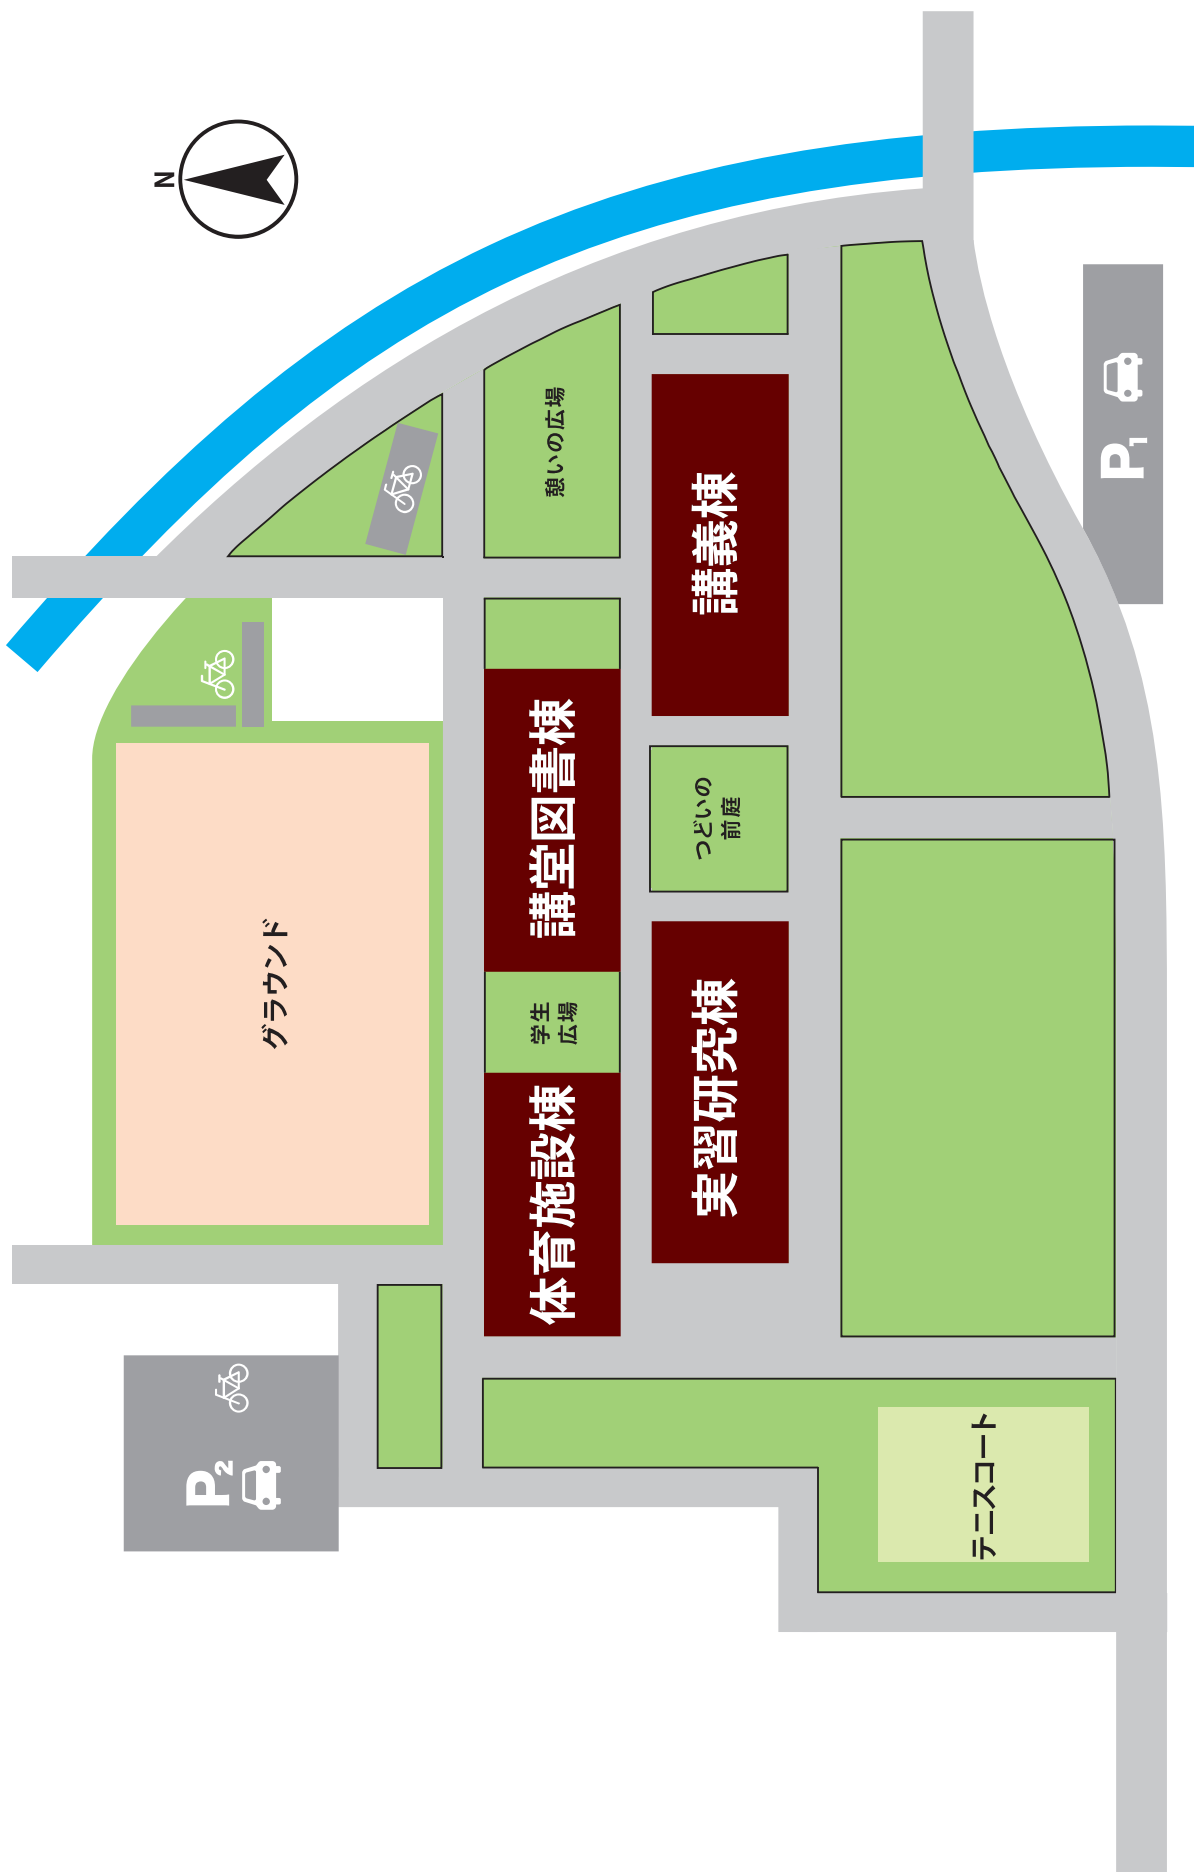 N
P2
グラウンド
体育施設棟
学生
広場
講堂図書棟
憩いの広場
実習研究棟
つどいの
前庭
講義棟
テニスコート
P1